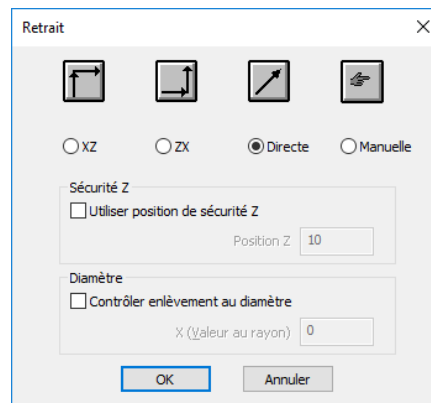 Retrait
XZ ZX Directe Manuelle
Sécurité Z
Utiliser position de sécurité Z
Position Z 10
Diamètre
Contrôler enlèvement au diamètre
X (Valeur au rayon) 0
OK Annuler